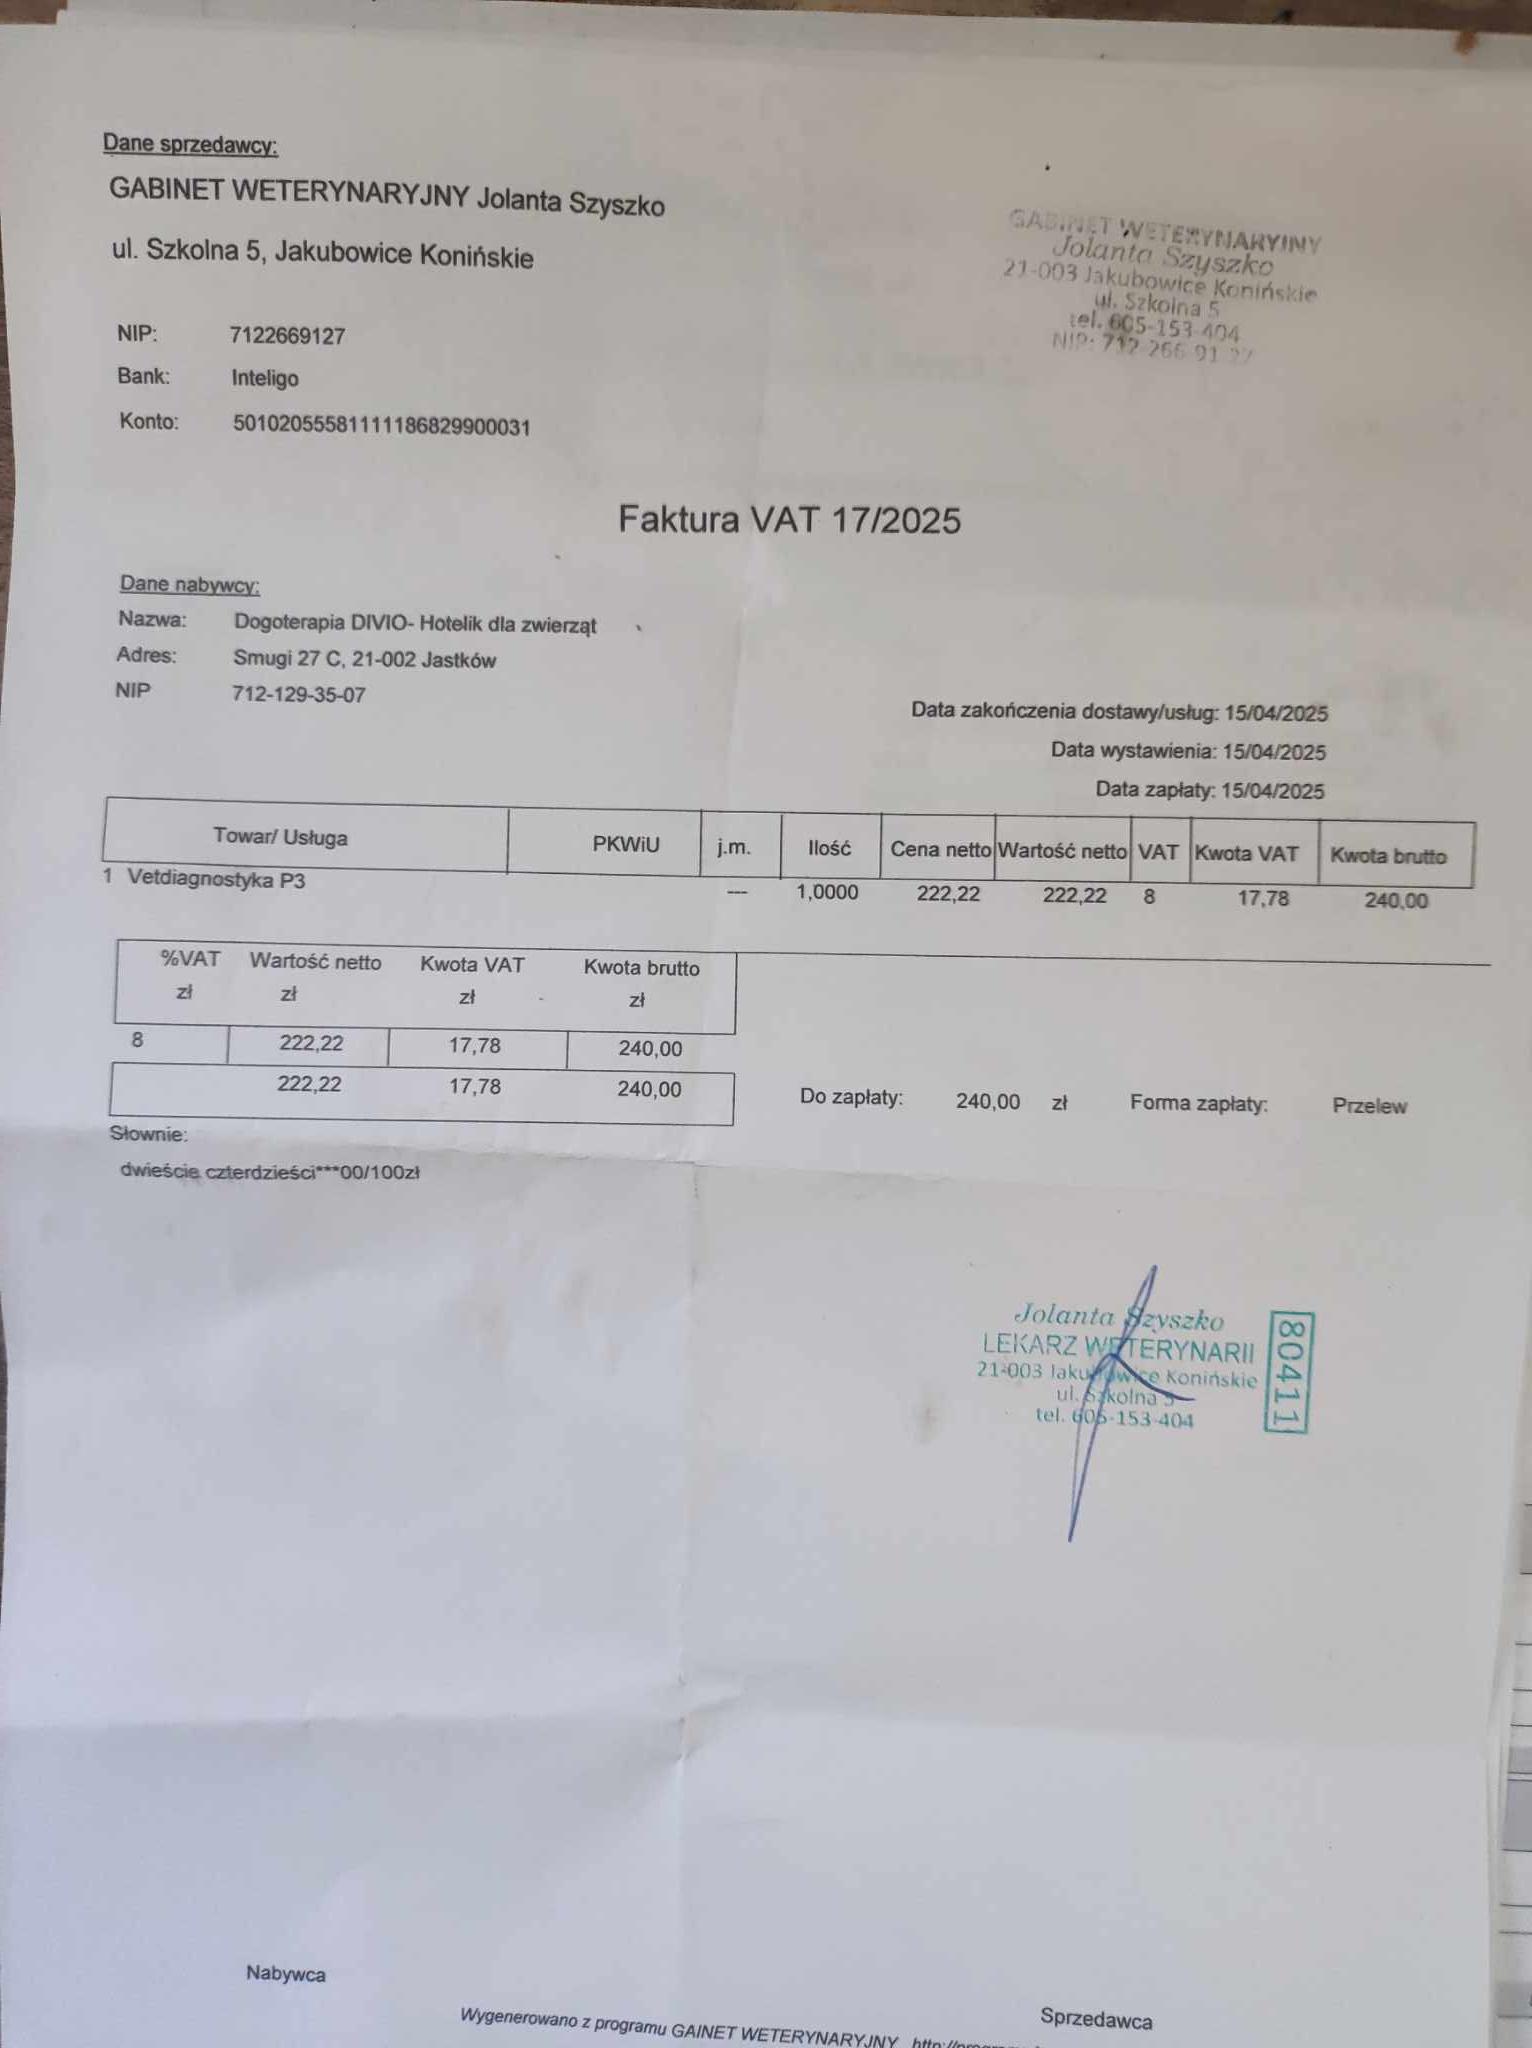 Dane sprzedawcy:
GABINET WETERYNARYJNY Jolanta Szyszko
ul. Szkolna 5, Jakubowice Konińskie
GABINET WETERYNARYJNY
Jolanta Szyszko
21-003 Jakubowice Konińskie
ul. Szkolna 5
tel. 605-153-404
NIP: 712-266-91-27
NIP: 7122669127
Bank: Inteligo
Konto: 50102055581111186829900031
Faktura VAT 17/2025
Dane nabywcy:
Nazwa: Dogoterapia DIVIO- Hotelik dla zwierząt
Adres: Smugi 27 C, 21-002 Jastków
NIP 712-129-35-07
Data zakończenia dostawy/usług: 15/04/2025
Data wystawienia: 15/04/2025
Data zapłaty: 15/04/2025
Towar/ Usługa PKWiU j.m. Ilość Cena netto Wartość netto VAT Kwota VAT Kwota brutto
1 Vetdiagnostyka P3 --- 1,0000 222,22 222,22 8 17,78 240,00
%VAT Wartość netto Kwota VAT Kwota brutto
zł zł zł zł
8 222,22 17,78 240,00
222,22 17,78 240,00
Do zapłaty: 240,00 zł Forma zapłaty: Przelew
Słownie:
dwieście czterdzieści***00/100zł
Jolanta Szyszko
LEKARZ WETERYNARII
21-003 Jakubowice Konińskie
ul. Szkolna 5
tel. 605-153-404
80411
Nabywca
Sprzedawca
Wygenerowano z programu GAINET WETERYNARYJNY